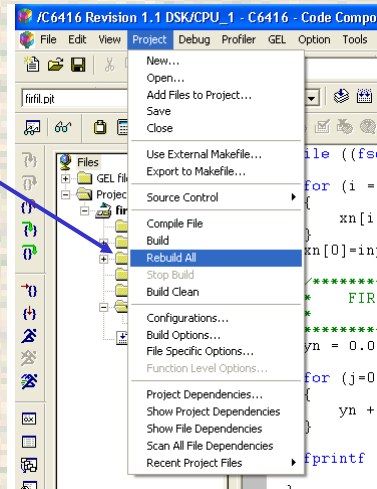 /C6416 Revision 1.1 DSK/CPU_1 - C6416 - Code Compo
File Edit View Project Debug Profiler GEL Option Tools
New...
Open...
Add Files to Project...
Save
Close
Use External Makefile...
Export to Makefile...
Source Control
Compile File
Build
Rebuild All
Stop Build
Build Clean
Configurations...
Build Options...
File Specific Options...
Function Level Options...
Project Dependencies...
Show Project Dependencies
Show File Dependencies
Scan All File Dependencies
Recent Project Files
firfil.pjt
Files
GEL fil
Projec
fir
ile ((fs
for (i =
{
xn[i
}
xn[0]=in
/*******
* FIR
********
yn = 0.0
for (j=0
{
yn +
}
fprintf
}